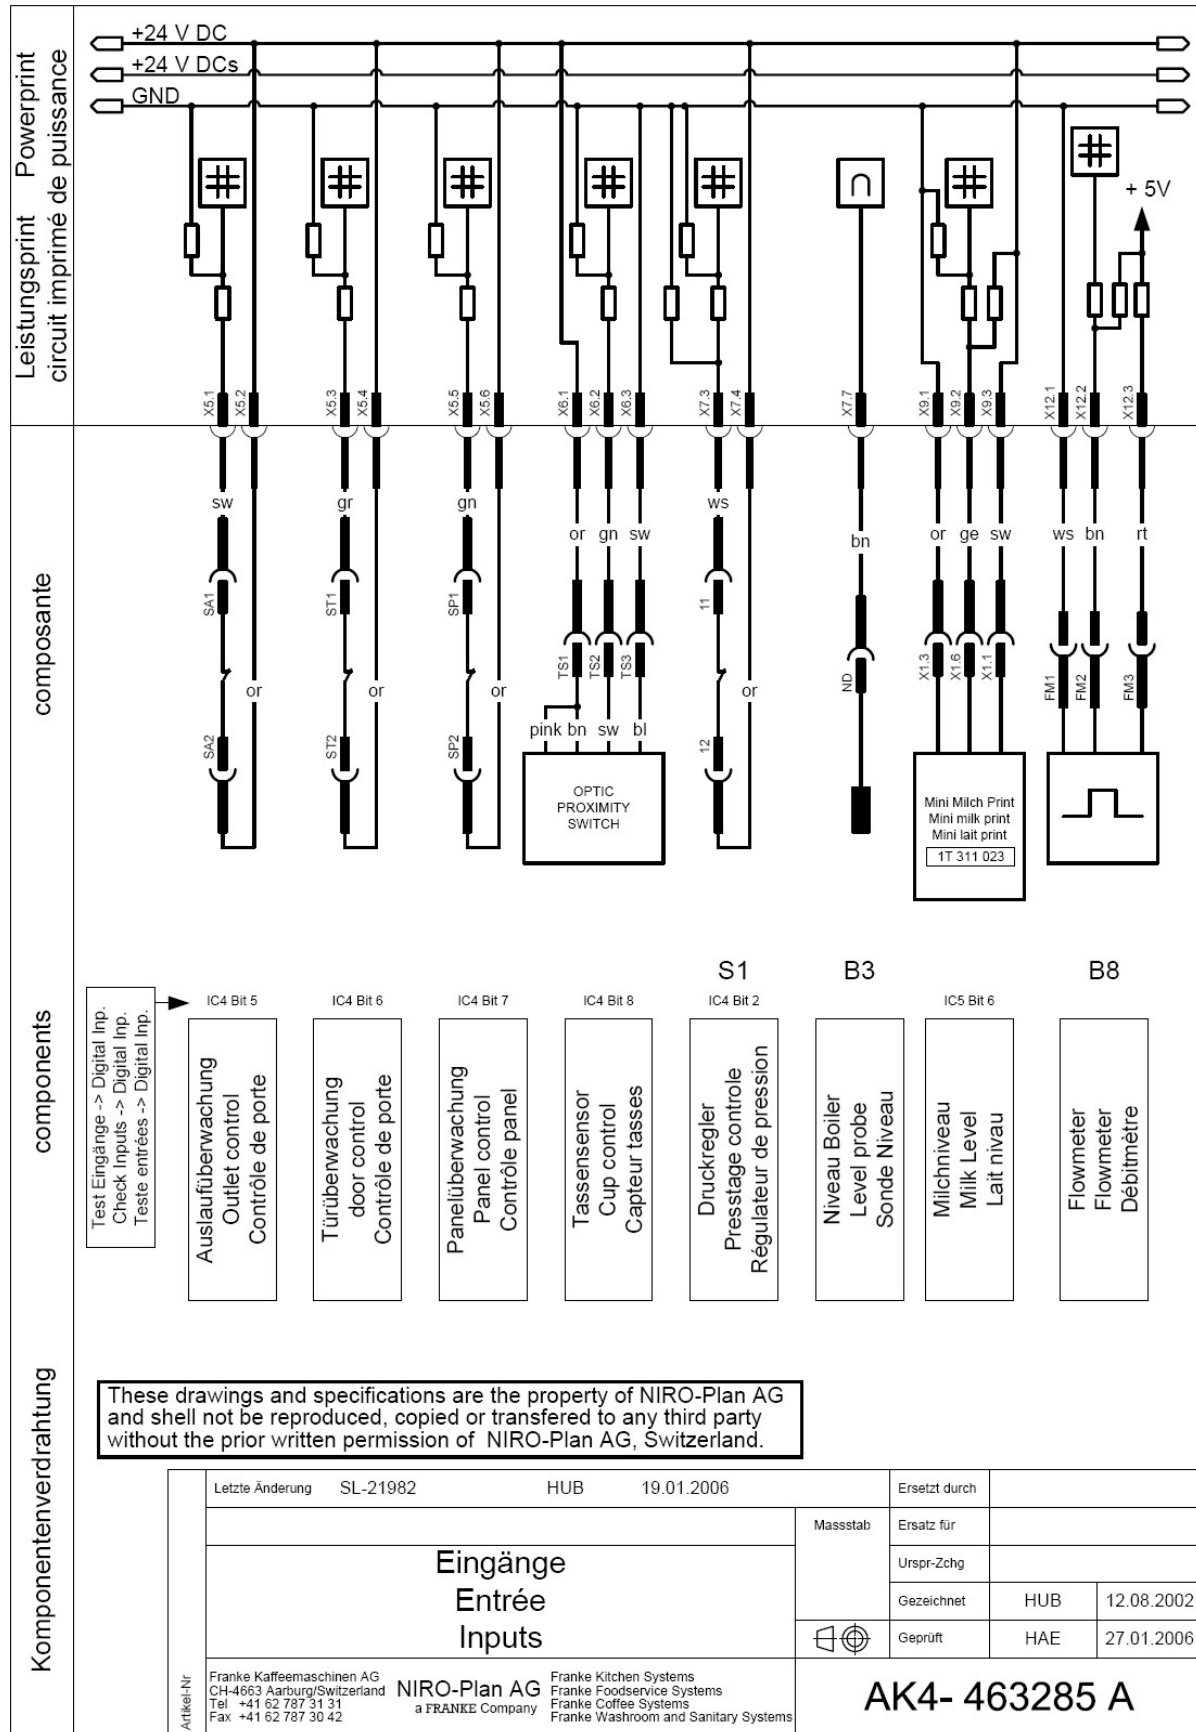 Leistungsprint Powerprint
circuit imprimé de puissance
composante
components
Komponentenverdrahtung
+24 V DC
+24 V DCs
GND
+ 5V
X5.1
X5.2
X5.3
X5.4
X5.5
X5.6
X6.1
X6.2
X6.3
X7.3
X7.4
X7.7
X9.1
X9.2
X9.3
X12.1
X12.2
X12.3
sw
gr
gn
or
gn
sw
ws
bn
or
ge
sw
ws
bn
rt
SA1
ST1
SP1
TS1
TS2
TS3
11
ND
X1.3
X1.6
X1.1
FM1
FM2
FM3
or
or
or
or
pink
bn
sw
bl
SA2
ST2
SP2
12
OPTIC
PROXIMITY
SWITCH
Mini Milch Print
Mini milk print
Mini lait print
1T 311 023
S1
B3
B8
Test Eingänge -> Digital Inp.
Check Inputs -> Digital Inp.
Teste entrées -> Digital Inp.
IC4 Bit 5
IC4 Bit 6
IC4 Bit 7
IC4 Bit 8
IC4 Bit 2
IC5 Bit 6
Auslaufüberwachung
Outlet control
Contrôle de porte
Türüberwachung
door control
Contrôle de porte
Panelüberwachung
Panel control
Contrôle panel
Tassensensor
Cup control
Capteur tasses
Druckregler
Presstage controle
Régulateur de pression
Niveau Boiler
Level probe
Sonde Niveau
Milchniveau
Milk Level
Lait nivau
Flowmeter
Flowmeter
Débitmètre
These drawings and specifications are the property of NIRO-Plan AG
and shell not be reproduced, copied or transfered to any third party
without the prior written permission of NIRO-Plan AG, Switzerland.
Artikel-Nr
Letzte Änderung SL-21982 HUB 19.01.2006
Ersetzt durch
Massstab
Ersatz für
Urspr-Zchg
Eingänge
Entrée
Inputs
Gezeichnet HUB 12.08.2002
Geprüft HAE 27.01.2006
Franke Kaffeemaschinen AG
CH-4663 Aarburg/Switzerland
Tel +41 62 787 31 31
Fax +41 62 787 30 42
NIRO-Plan AG
a FRANKE Company
Franke Kitchen Systems
Franke Foodservice Systems
Franke Coffee Systems
Franke Washroom and Sanitary Systems
AK4- 463285 A